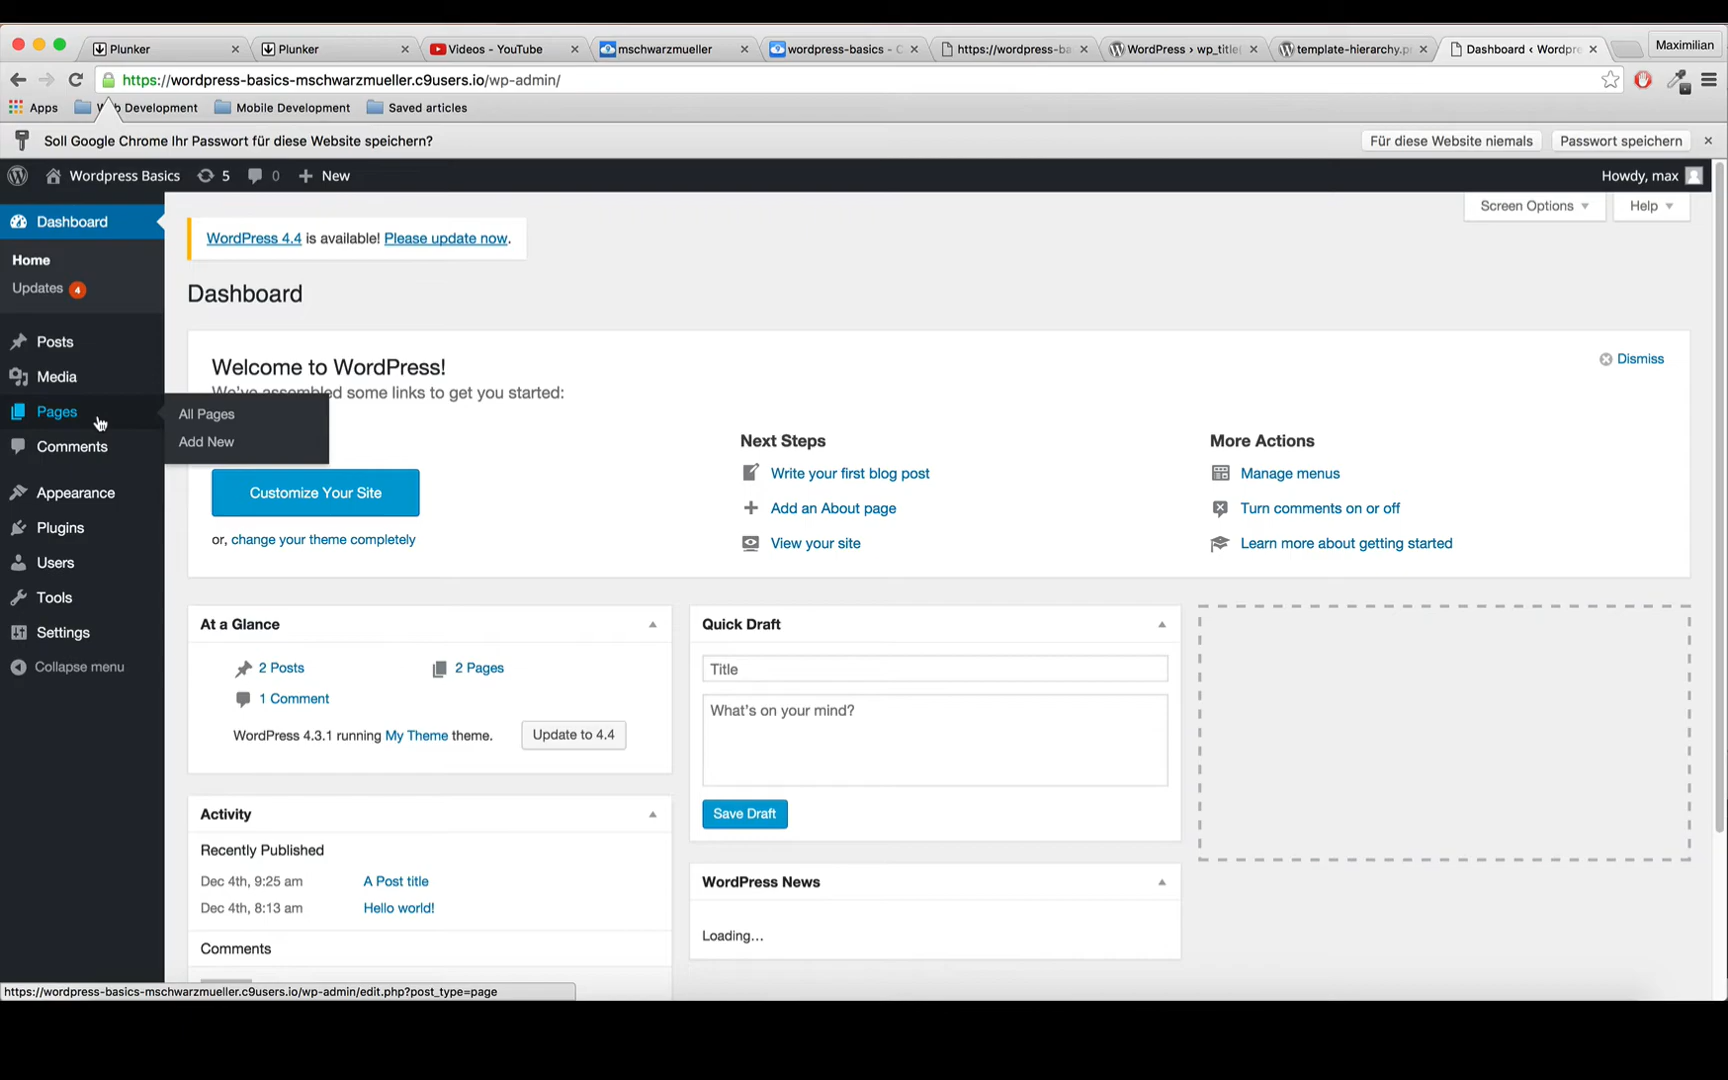 Plunker
Plunker
Videos - YouTube
mschwarzmueller
wordpress-basics - C
https://wordpress-ba
WordPress › wp_title(
template-hierarchy.p
Dashboard ‹ Wordpre
Maximilian
https://wordpress-basics-mschwarzmueller.c9users.io/wp-admin/
Apps
Development
Mobile Development
Saved articles
Soll Google Chrome Ihr Passwort für diese Website speichern?
Für diese Website niemals
Passwort speichern
Wordpress Basics
5
0
New
Howdy, max
Dashboard
Home
Updates 4
Posts
Media
Pages
Comments
Appearance
Plugins
Users
Tools
Settings
Collapse menu
All Pages
Add New
Screen Options
Help
WordPress 4.4 is available! Please update now.
Dashboard
Welcome to WordPress!
We've assembled some links to get you started:
Dismiss
Customize Your Site
or, change your theme completely
Next Steps
Write your first blog post
Add an About page
View your site
More Actions
Manage menus
Turn comments on or off
Learn more about getting started
At a Glance
2 Posts
2 Pages
1 Comment
WordPress 4.3.1 running My Theme theme.
Update to 4.4
Activity
Recently Published
Dec 4th, 9:25 am
A Post title
Dec 4th, 8:13 am
Hello world!
Comments
Quick Draft
Title
What's on your mind?
Save Draft
WordPress News
Loading...
https://wordpress-basics-mschwarzmueller.c9users.io/wp-admin/edit.php?post_type=page